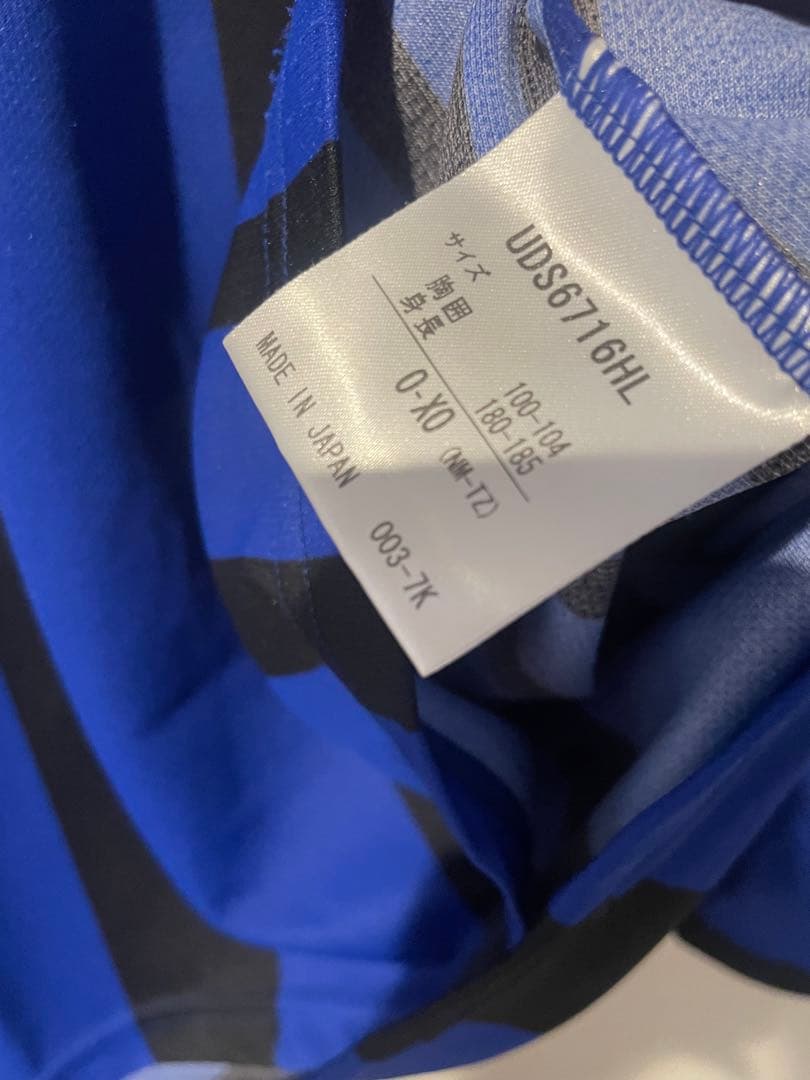 UDS6716HL
サイズ
胸囲 100-104
身長 180-185
O-XO (NM-TZ)
MADE IN JAPAN 003-7K